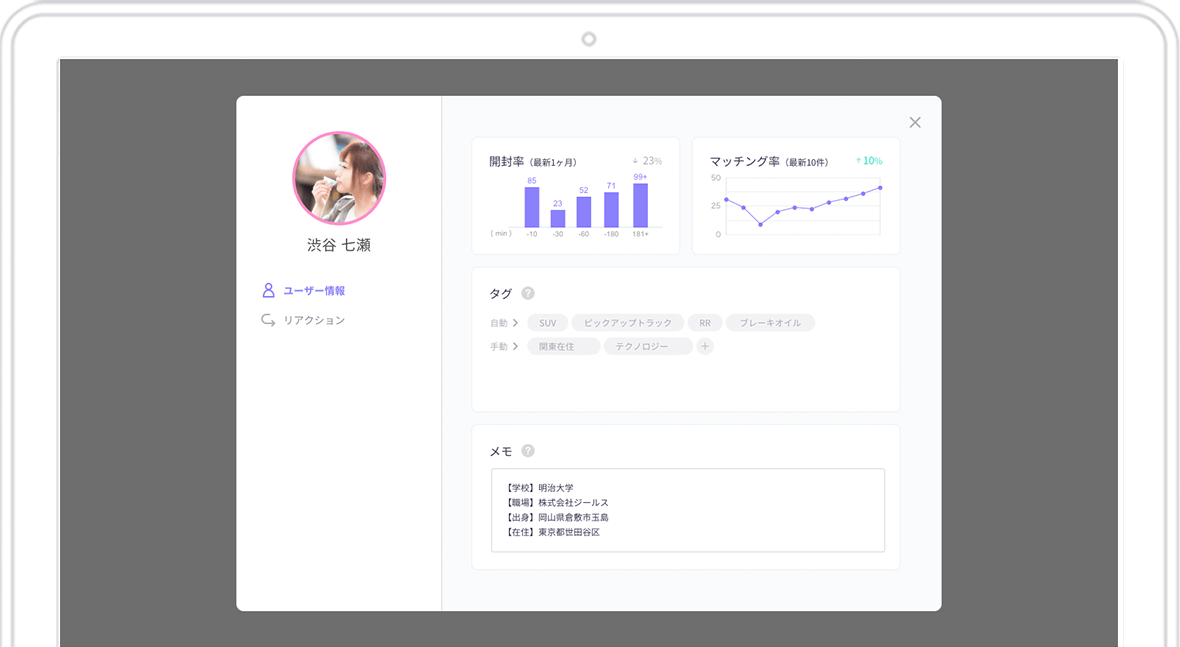 渋谷 七瀬
ユーザー情報
リアクション
開封率（最新1ヶ月） ↓ 23%
85 23 52 71 99+
( min ) -10 -30 -60 -180 181+
マッチング率（最新10件） ↑10%
50
25
0
タグ ?
自動 SUV ピックアップトラック RR ブレーキオイル
手動 関東在住 テクノロジー +
メモ ?
【学校】明治大学
【職場】株式会社ジールス
【出身】岡山県倉敷市玉島
【在住】東京都世田谷区